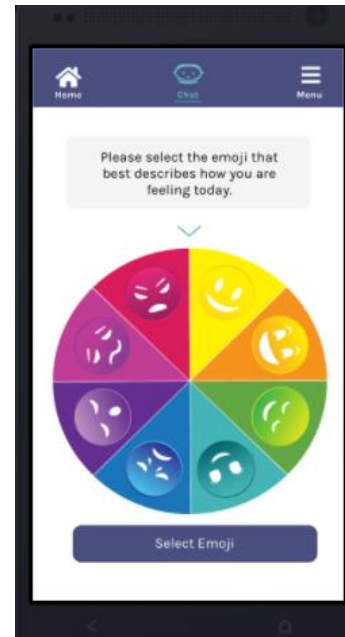 Home
Chat
Menu
Please select the emoji that
best describes how you are
feeling today.
Select Emoji